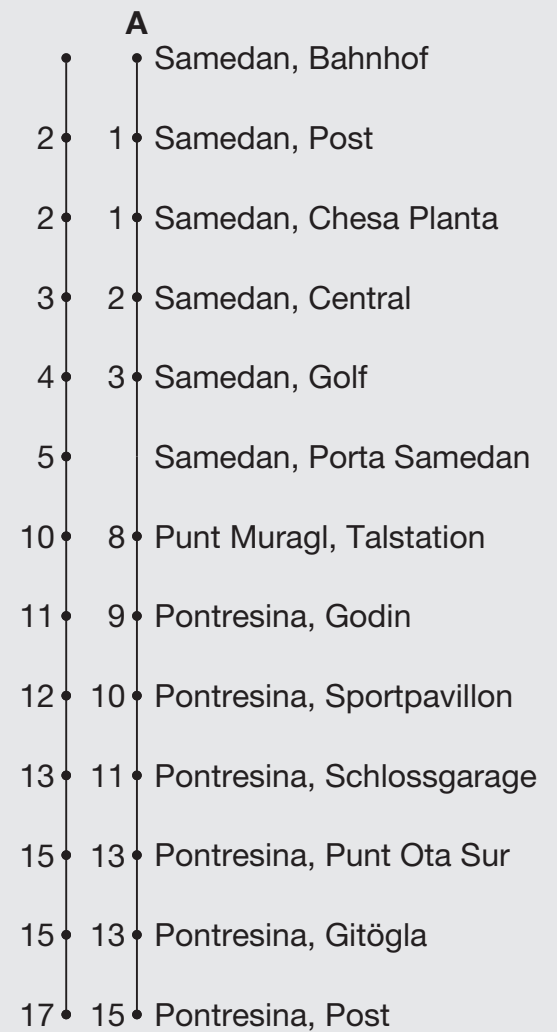 A
Samedan, Bahnhof
2 1 Samedan, Post
2 1 Samedan, Chesa Planta
3 2 Samedan, Central
4 3 Samedan, Golf
5 Samedan, Porta Samedan
10 8 Punt Muragl, Talstation
11 9 Pontresina, Godin
12 10 Pontresina, Sportpavillon
13 11 Pontresina, Schlossgarage
15 13 Pontresina, Punt Ota Sur
15 13 Pontresina, Gitögla
17 15 Pontresina, Post